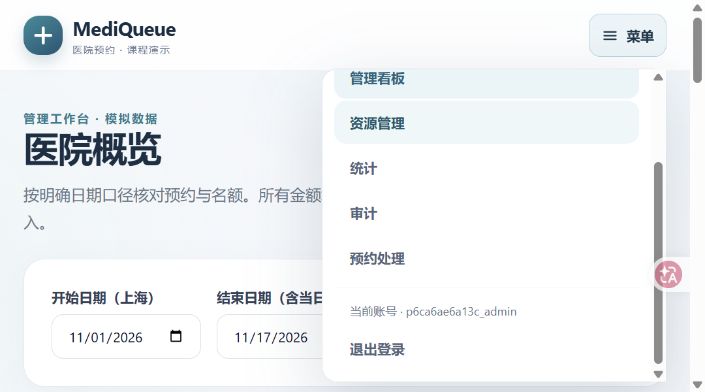 MediQueue
医院预约 · 课程演示
菜单
管理看板
资源管理
统计
审计
预约处理
当前账号 · p6ca6ae6a13c_admin
退出登录
管理工作台 · 模拟数据
医院概览
按明确日期口径核对预约与名额。所有金额
入。
开始日期（上海）
结束日期（含当日
11/01/2026
11/17/2026